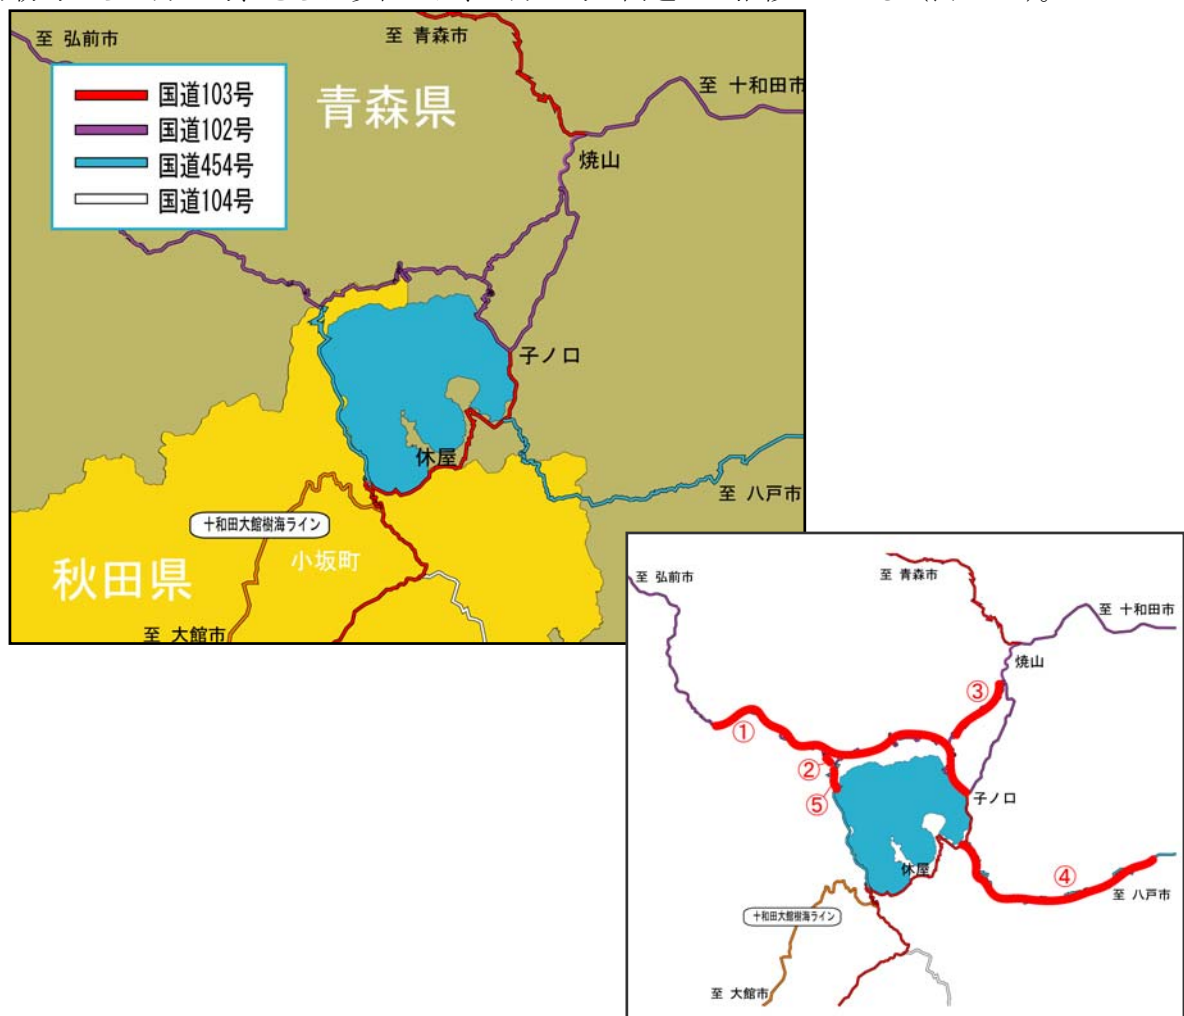 至 弘前市
至 青森市
至 十和田市
国道103号
国道102号
国道454号
国道104号
青森県
焼山
子ノ口
休屋
至 八戸市
十和田大館樹海ライン
小坂町
秋田県
至 大館市
至 弘前市
至 青森市
至 十和田市
焼山
③
①
②
⑤
子ノ口
休屋
④
至 八戸市
十和田大館樹海ライン
至 大館市